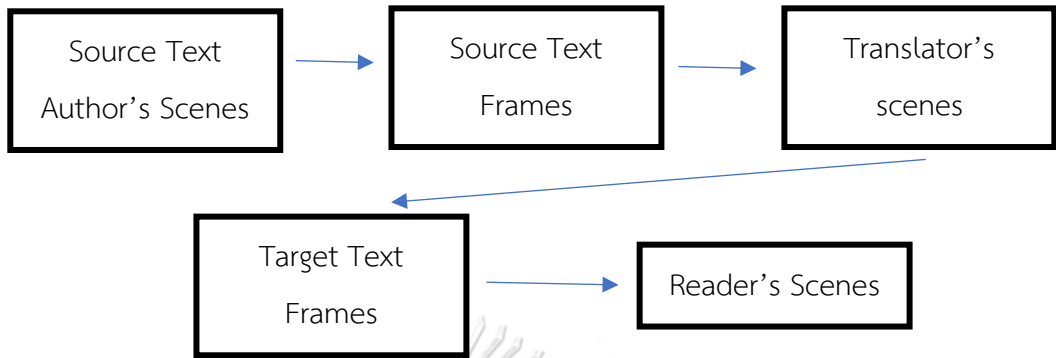 Source Text
Author’s Scenes
Source Text
Frames
Translator’s
scenes
Target Text
Frames
Reader’s Scenes